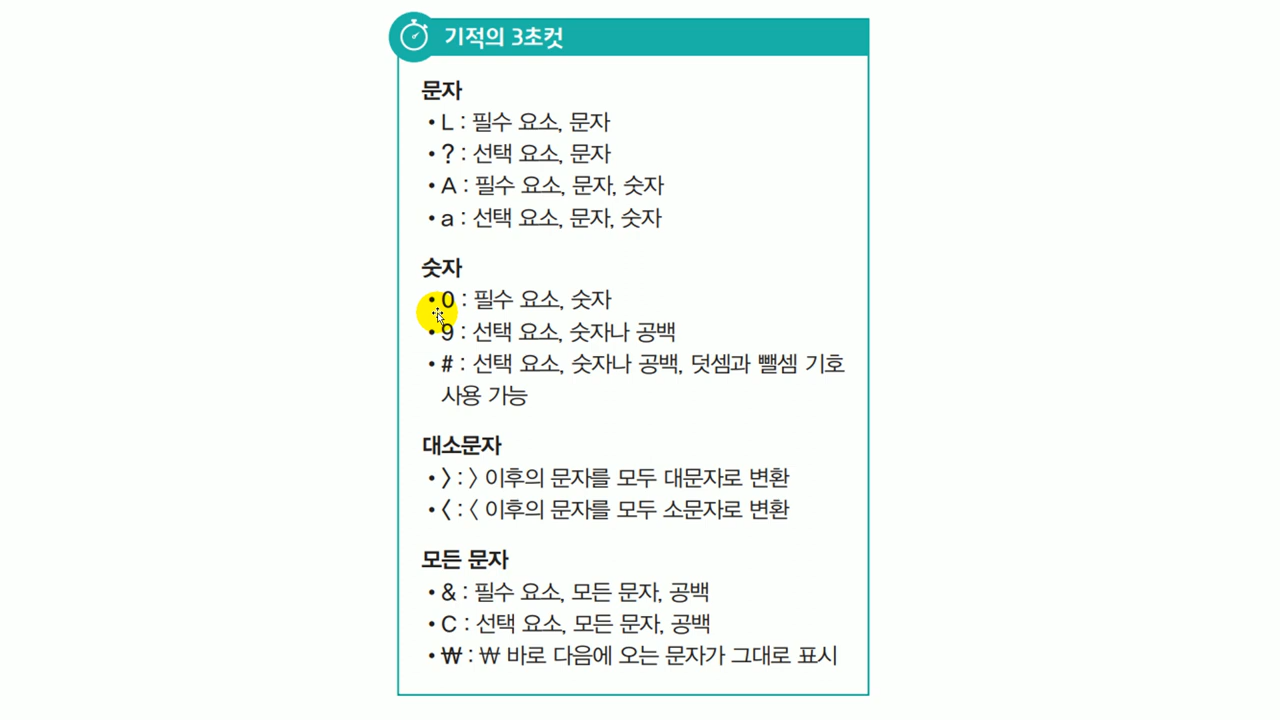 기적의 3초컷
문자
• L : 필수 요소, 문자
• ? : 선택 요소, 문자
• A : 필수 요소, 문자, 숫자
• a : 선택 요소, 문자, 숫자
숫자
• 0 : 필수 요소, 숫자
• 9 : 선택 요소, 숫자나 공백
• # : 선택 요소, 숫자나 공백, 덧셈과 뺄셈 기호
사용 가능
대소문자
• 〉 : 〉 이후의 문자를 모두 대문자로 변환
• 〈 : 〈 이후의 문자를 모두 소문자로 변환
모든 문자
• & : 필수 요소, 모든 문자, 공백
• C : 선택 요소, 모든 문자, 공백
• ₩ : ₩ 바로 다음에 오는 문자가 그대로 표시